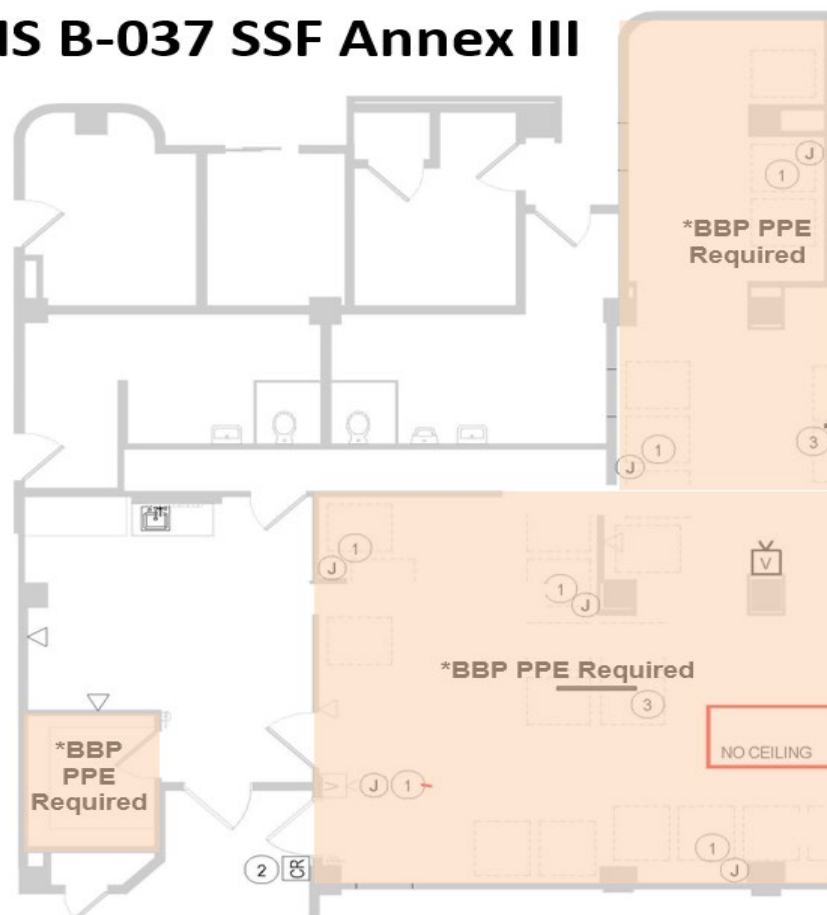 IS B-037 SSF Annex III
J
1
*BBP PPE
Required
1
J
3
1
J
1
J
V
*BBP PPE Required
3
NO CEILING
*BBP
PPE
Required
V
J
1
1
J
2
CR